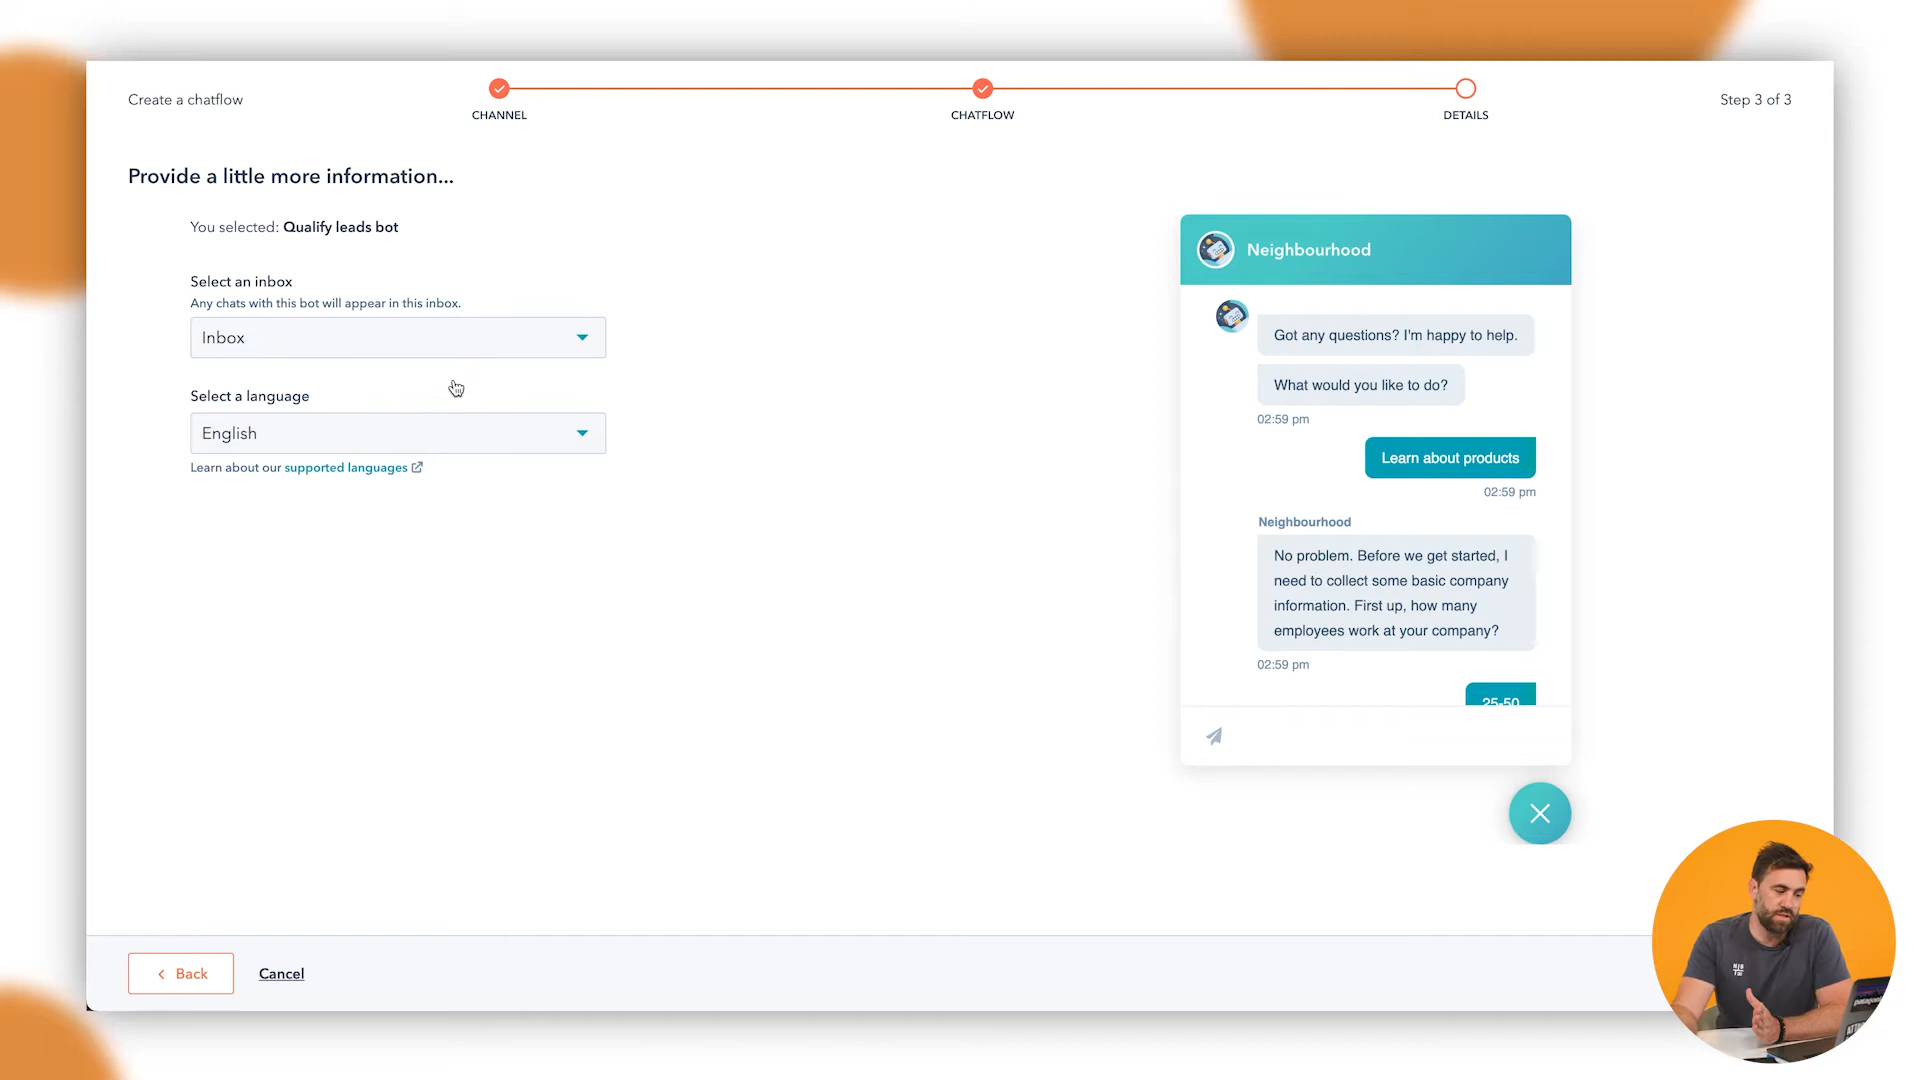 Create a chatflow
CHANNEL
CHATFLOW
DETAILS
Step 3 of 3
Provide a little more information...
You selected: Qualify leads bot
Select an inbox
Any chats with this bot will appear in this inbox.
Inbox
Select a language
English
Learn about our supported languages
Neighbourhood
Got any questions? I'm happy to help.
What would you like to do?
02:59 pm
Learn about products
02:59 pm
Neighbourhood
No problem. Before we get started, I
need to collect some basic company
information. First up, how many
employees work at your company?
02:59 pm
25-50
Back
Cancel